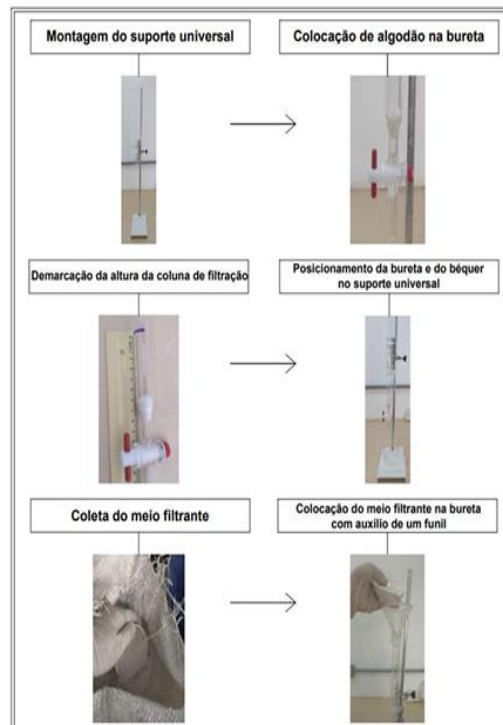 Montagem do suporte universal
Colocação de algodão na bureta
Demarcação da altura da coluna de filtração
Posicionamento da bureta e do béquer
no suporte universal
Coleta do meio filtrante
Colocação do meio filtrante na bureta
com auxílio de um funil